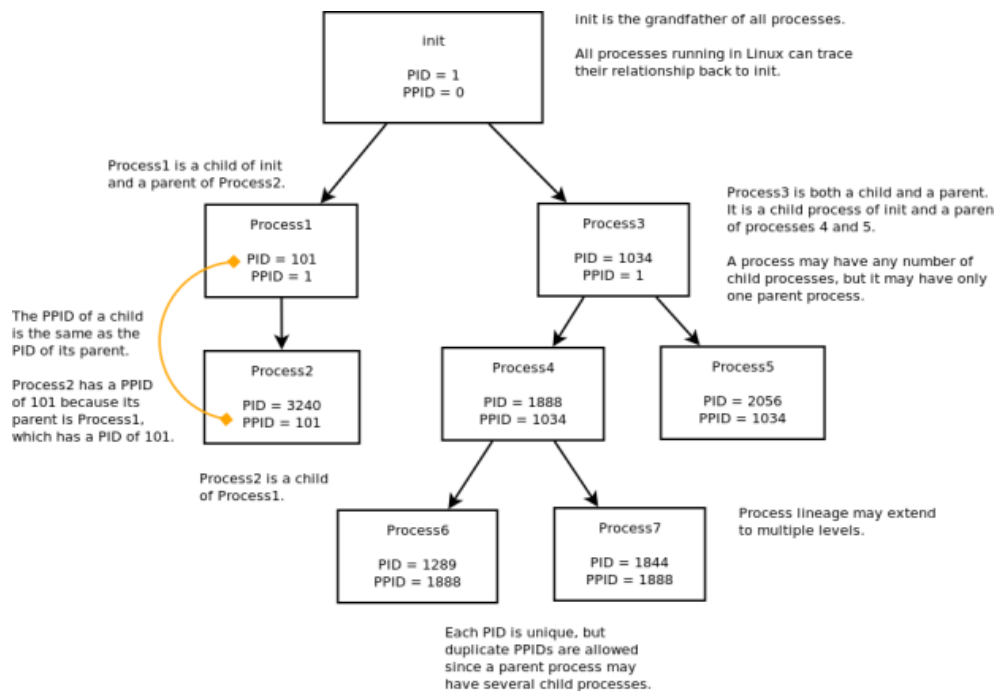 init
PID = 1
PPID = 0
init is the grandfather of all processes.
All processes running in Linux can trace
their relationship back to init.
Process1 is a child of init
and a parent of Process2.
Process1
PID = 101
PPID = 1
Process3
PID = 1034
PPID = 1
Process3 is both a child and a parent.
It is a child process of init and a paren
of processes 4 and 5.
A process may have any number of
child processes, but it may have only
one parent process.
The PPID of a child
is the same as the
PID of its parent.
Process2 has a PPID
of 101 because its
parent is Process1,
which has a PID of 101.
Process2
PID = 3240
PPID = 101
Process4
PID = 1888
PPID = 1034
Process5
PID = 2056
PPID = 1034
Process2 is a child
of Process1.
Process6
PID = 1289
PPID = 1888
Process7
PID = 1844
PPID = 1888
Process lineage may extend
to multiple levels.
Each PID is unique, but
duplicate PPIDs are allowed
since a parent process may
have several child processes.